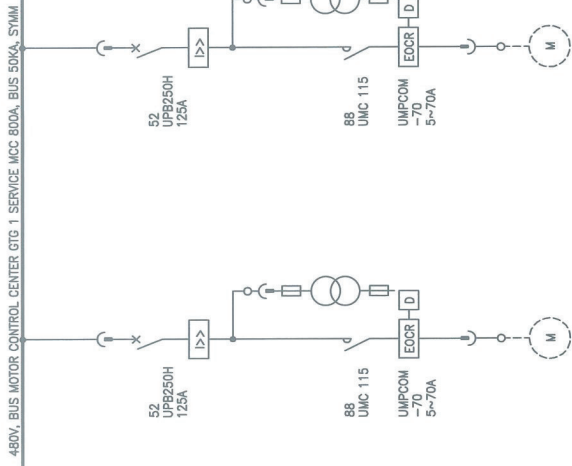 480V, BUS MOTOR CONTROL CENTER GTG 1 SERVICE MCC 800A, BUS 50KA, SYMM
52
UPB250H
125A
I>>
88
UMC 115
UMPCOM
-70
5~70A
EOCR
D
M
52
UPB250H
125A
I>>
88
UMC 115
UMPCOM
-70
5~70A
EOCR
D
M